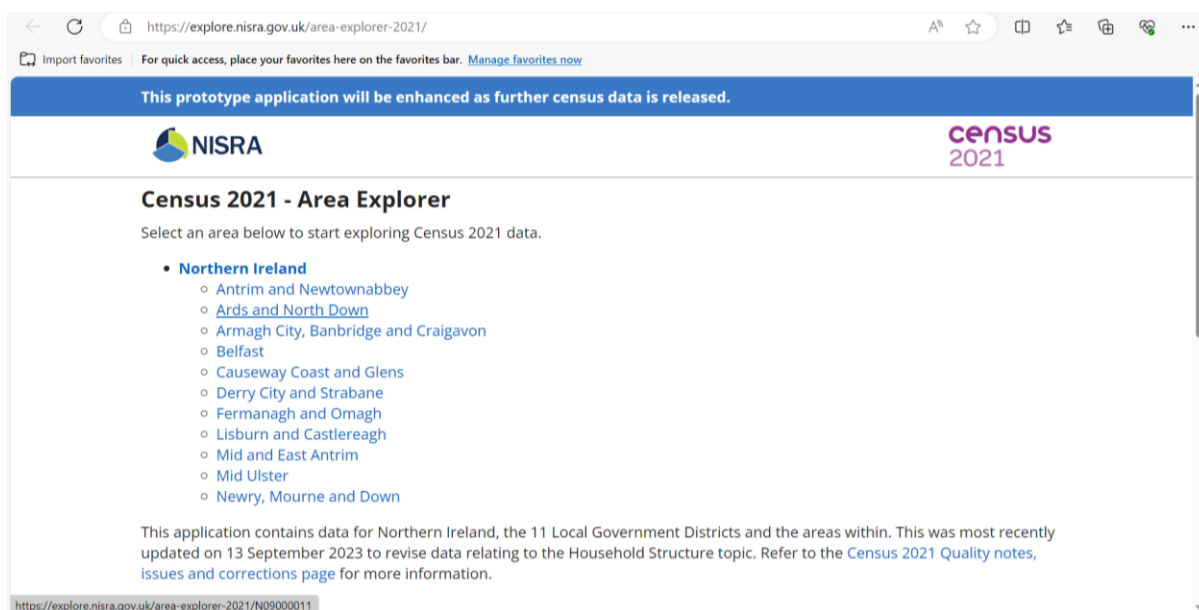 https://explore.nisra.gov.uk/area-explorer-2021/
Import favorites For quick access, place your favorites here on the favorites bar. Manage favorites now
This prototype application will be enhanced as further census data is released.
NISRA
census
2021
Census 2021 - Area Explorer
Select an area below to start exploring Census 2021 data.
• Northern Ireland
○ Antrim and Newtownabbey
○ Ards and North Down
○ Armagh City, Banbridge and Craigavon
○ Belfast
○ Causeway Coast and Glens
○ Derry City and Strabane
○ Fermanagh and Omagh
○ Lisburn and Castlereagh
○ Mid and East Antrim
○ Mid Ulster
○ Newry, Mourne and Down
This application contains data for Northern Ireland, the 11 Local Government Districts and the areas within. This was most recently
updated on 13 September 2023 to revise data relating to the Household Structure topic. Refer to the Census 2021 Quality notes,
issues and corrections page for more information.
https://explore.nisra.gov.uk/area-explorer-2021/N09000011